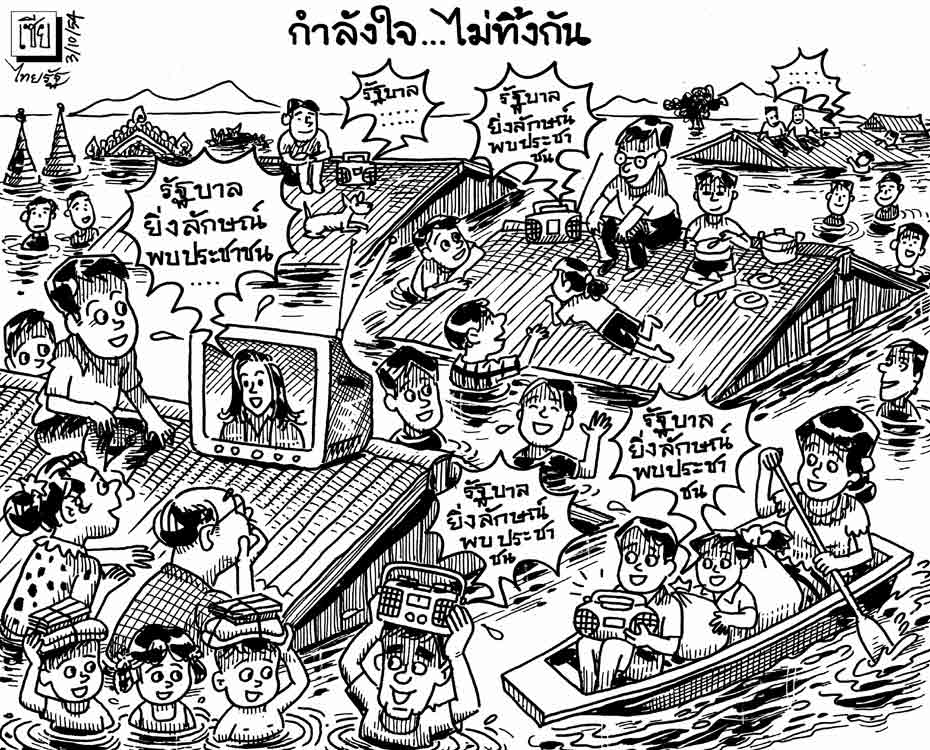 กำลังใจ...ไม่ทิ้งกัน
เซีย
3/10/54
ไทยรัฐ
รัฐบาล
......
รัฐบาล
ยิ่งลักษณ์
พบประชา
ชน
......
รัฐบาล
ยิ่งลักษณ์
พบประชาชน
.....
รัฐบาล
ยิ่งลักษณ์
พบประชา
ชน
รัฐบาล
ยิ่งลักษณ์
พบประชา
ชน